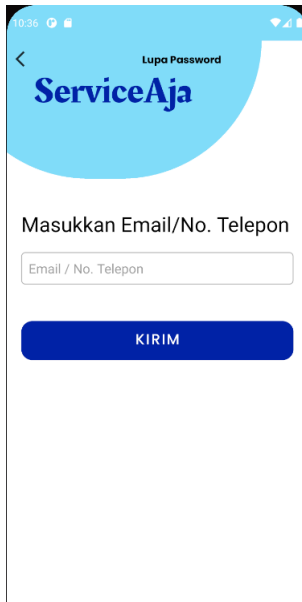 10:36
Lupa Password
ServiceAja
Masukkan Email/No. Telepon
Email / No. Telepon
KIRIM